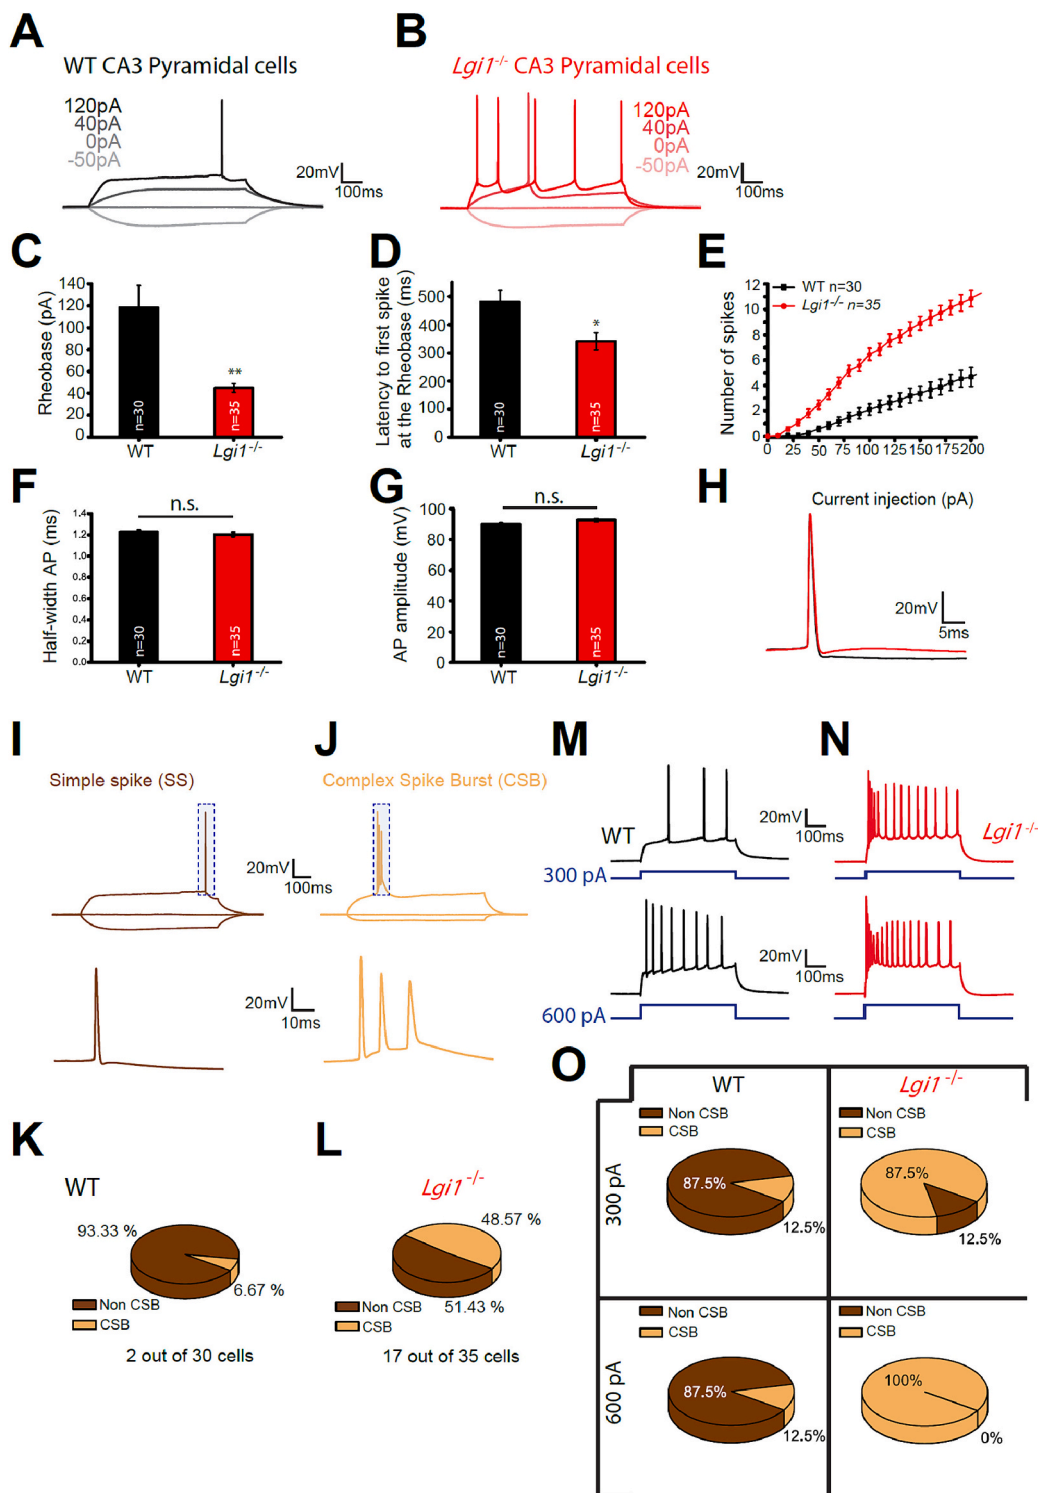 A
WT CA3 Pyramidal cells
120pA
40pA
0pA
-50pA
20mV
100ms
B
Lgi1-/- CA3 Pyramidal cells
120pA
40pA
0pA
-50pA
20mV
100ms
C
Rheobase (pA)
140
120
100
80
60
40
20
0
n=30
**
n=35
WT
Lgi1-/-
D
Latency to first spike
at the Rheobase (ms)
500
400
300
200
100
0
n=30
*
n=35
WT
Lgi1-/-
E
Number of spikes
12
10
8
6
4
2
0
WT n=30
Lgi1-/- n=35
0 25 50 75 100 125 150 175 200
Current injection (pA)
F
Half-width AP (ms)
1.4
1.2
1.0
0.8
0.6
0.4
0.2
0.0
n.s.
n=30
n=35
WT
Lgi1-/-
G
AP amplitude (mV)
100
80
60
40
20
0
n.s.
n=30
n=35
WT
Lgi1-/-
H
20mV
5ms
I
Simple spike (SS)
20mV
100ms
20mV
10ms
J
Complex Spike Burst (CSB)
M
WT
300 pA
600 pA
20mV
100ms
20mV
100ms
N
Lgi1-/-
K
WT
93.33 %
6.67 %
Non CSB
CSB
2 out of 30 cells
L
Lgi1-/-
48.57 %
51.43 %
Non CSB
CSB
17 out of 35 cells
O
WT
Lgi1-/-
300 pA
Non CSB
CSB
87.5%
12.5%
Non CSB
CSB
87.5%
12.5%
600 pA
Non CSB
CSB
87.5%
12.5%
Non CSB
CSB
100%
0%